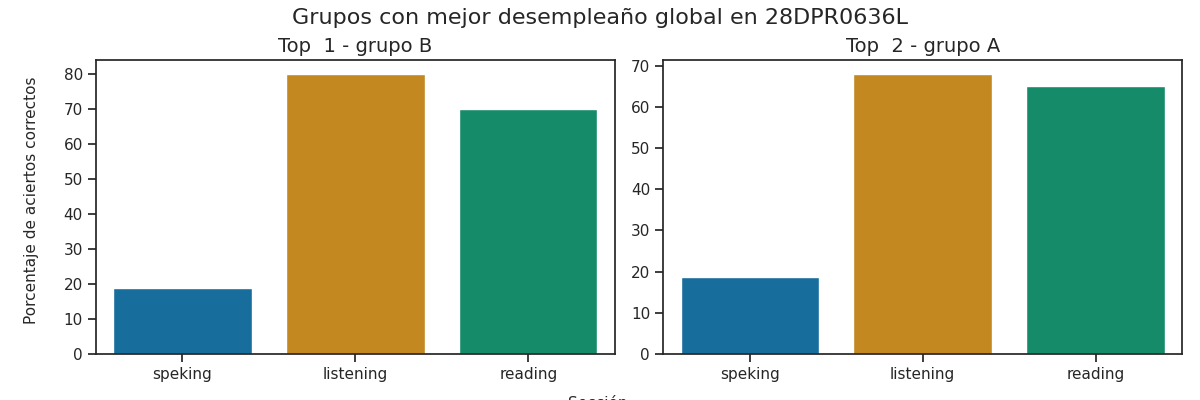 Grupos con mejor desempleaño global en 28DPR0636L
Top 1 - grupo B
Porcentaje de aciertos correctos
80
70
60
50
40
30
20
10
0
speking listening reading
Top 2 - grupo A
70
60
50
40
30
20
10
0
speking listening reading
Sección